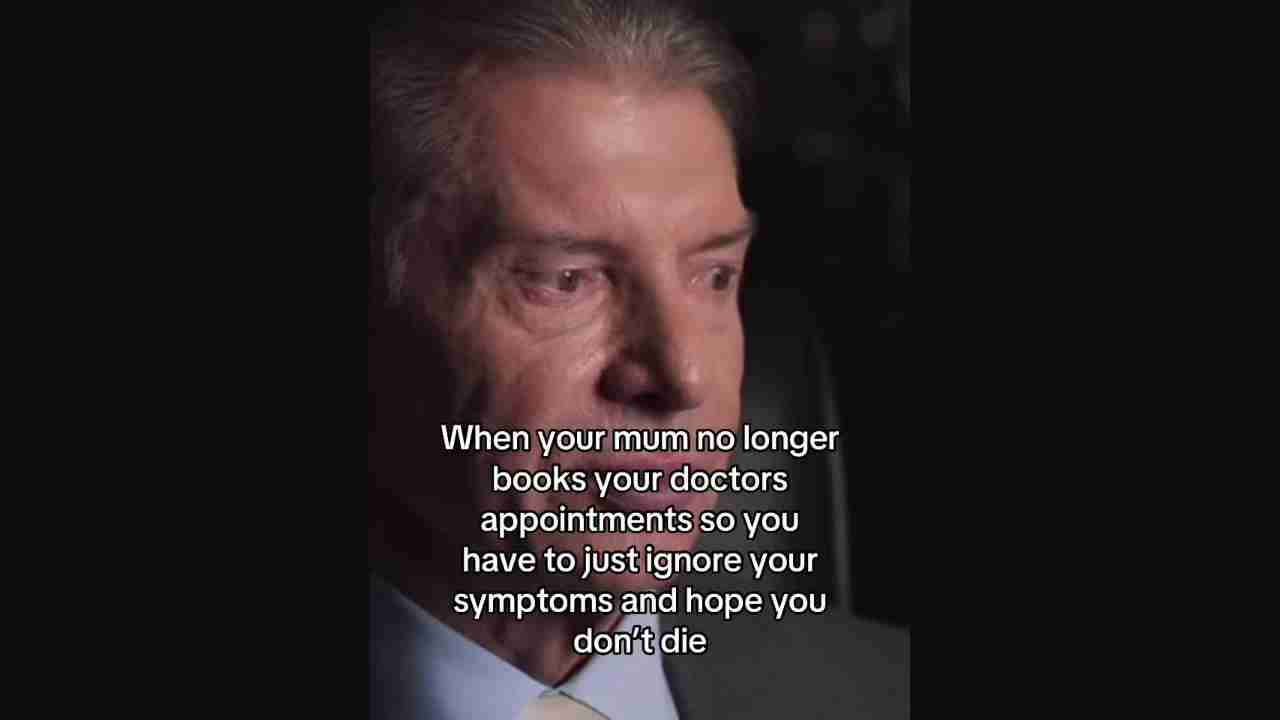 When your mum no longer
books your doctors
appointments so you
have to just ignore your
symptoms and hope you
don’t die